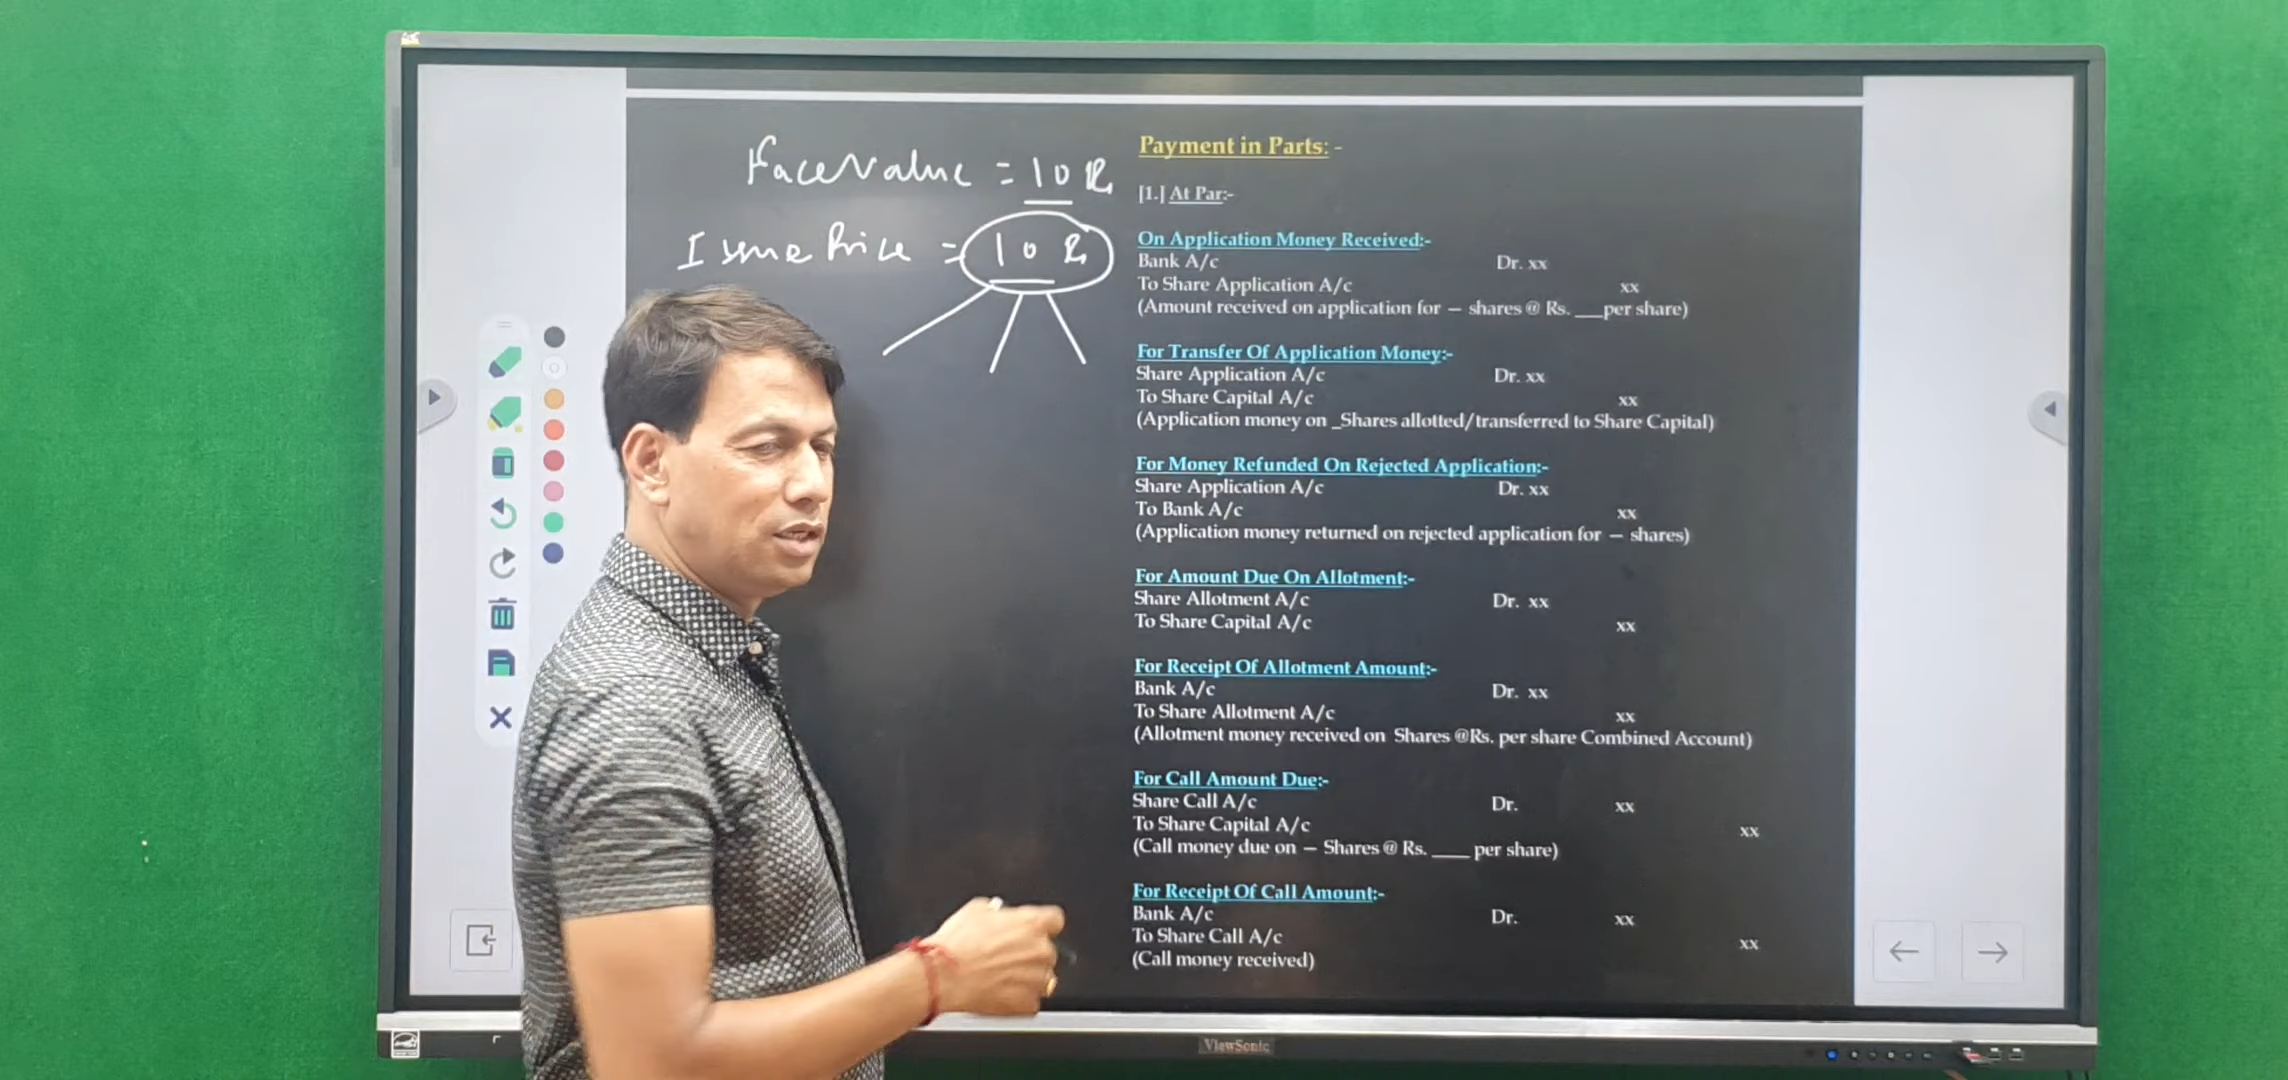 Face Value = 10 Rs
Issue Price = 10 Rs
Payment in Parts: -
[1.] At Par:-
On Application Money Received:-
Bank A/c Dr. xx
To Share Application A/c xx
(Amount received on application for — shares @ Rs. ___per share)
For Transfer Of Application Money:-
Share Application A/c Dr. xx
To Share Capital A/c xx
(Application money on _Shares allotted/transferred to Share Capital)
For Money Refunded On Rejected Application:-
Share Application A/c Dr. xx
To Bank A/c xx
(Application money returned on rejected application for — shares)
For Amount Due On Allotment:-
Share Allotment A/c Dr. xx
To Share Capital A/c xx
For Receipt Of Allotment Amount:-
Bank A/c Dr. xx
To Share Allotment A/c xx
(Allotment money received on Shares @Rs. per share Combined Account)
For Call Amount Due:-
Share Call A/c Dr. xx
To Share Capital A/c xx
(Call money due on — Shares @ Rs. ____ per share)
For Receipt Of Call Amount:-
Bank A/c Dr. xx
To Share Call A/c xx
(Call money received)
ViewSonic